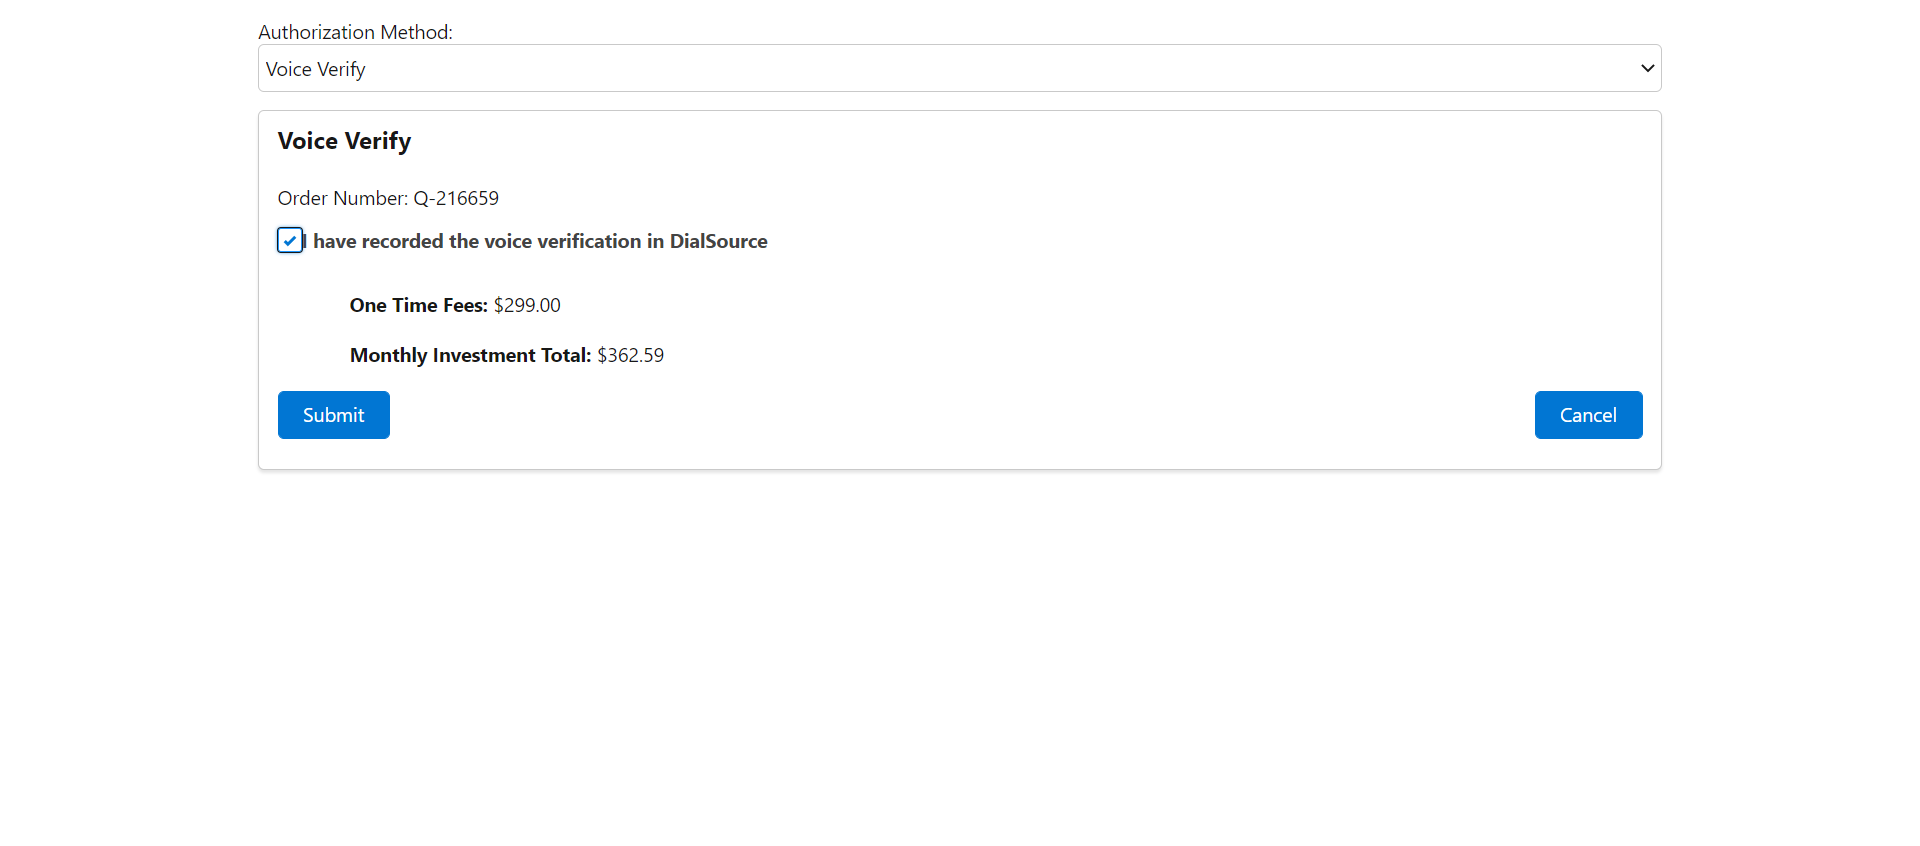 Authorization Method:
Voice Verify
Voice Verify
Order Number: Q-216659
I have recorded the voice verification in DialSource
One Time Fees: $299.00
Monthly Investment Total: $362.59
Submit
Cancel